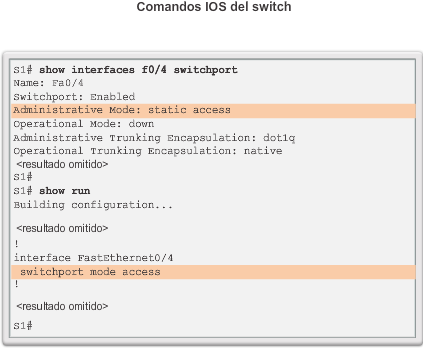 Comandos IOS del switch
S1# show interfaces f0/4 switchport
Name: Fa0/4
Switchport: Enabled
Administrative Mode: static access
Operational Mode: down
Administrative Trunking Encapsulation: dot1q
Operational Trunking Encapsulation: native
<resultado omitido>
S1#
S1# show run
Building configuration...
<resultado omitido>
!
interface FastEthernet0/4
switchport mode access
!
<resultado omitido>
S1#